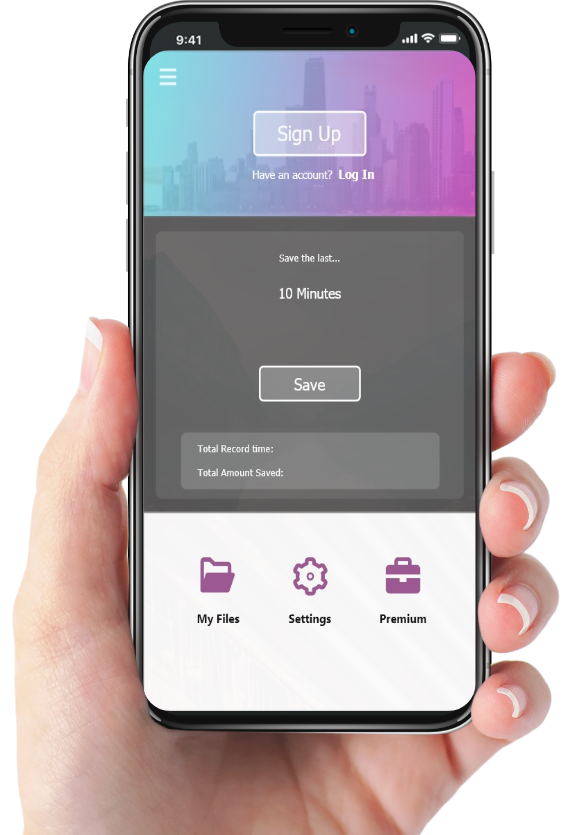 9:41
Sign Up
Have an account? Log In
Save the last...
10 Minutes
Save
Total Record time:
Total Amount Saved:
My Files Settings Premium